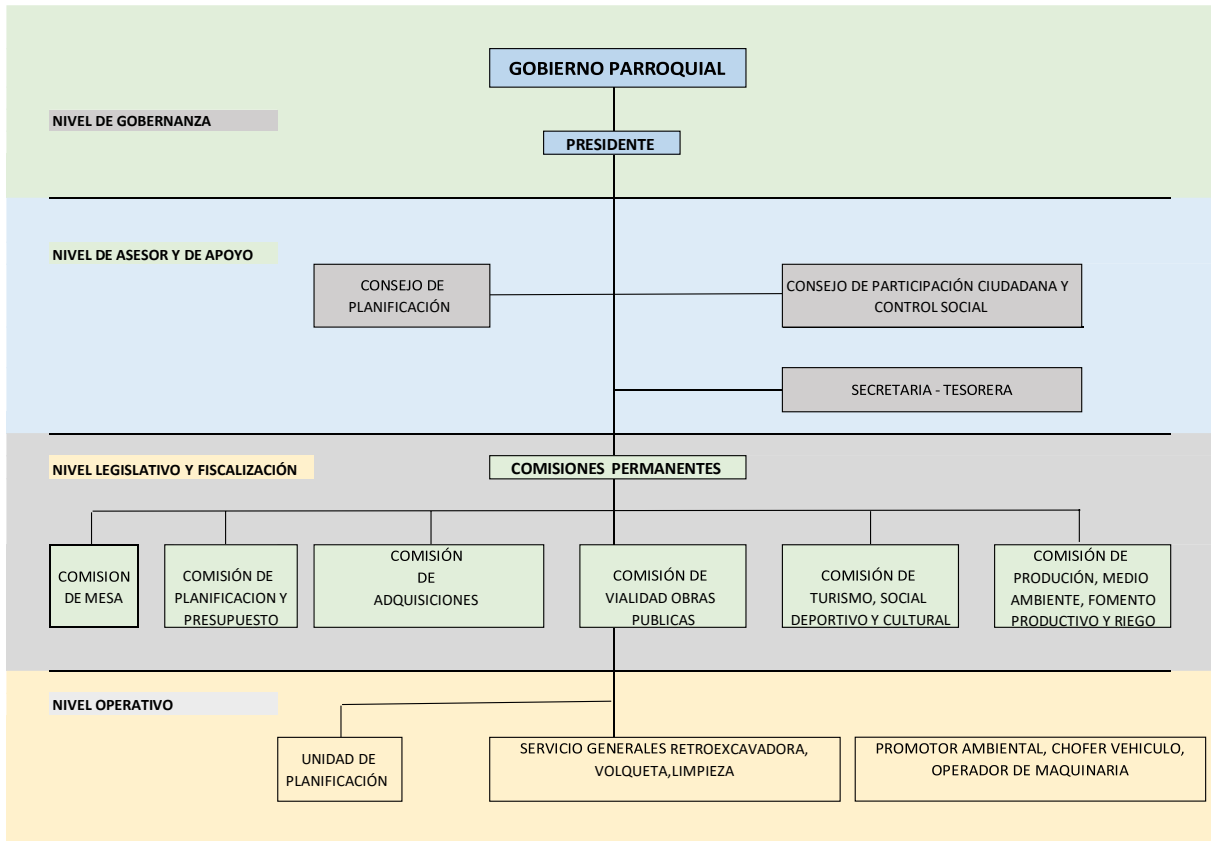 GOBIERNO PARROQUIAL
NIVEL DE GOBERNANZA
PRESIDENTE
NIVEL DE ASESOR Y DE APOYO
CONSEJO DE
PLANIFICACIÓN
CONSEJO DE PARTICIPACIÓN CIUDADANA Y
CONTROL SOCIAL
SECRETARIA - TESORERA
NIVEL LEGISLATIVO Y FISCALIZACIÓN
COMISIONES PERMANENTES
COMISION
DE MESA
COMISIÓN DE
PLANIFICACION Y
PRESUPUESTO
COMISIÓN
DE
ADQUISICIONES
COMISIÓN DE
VIALIDAD OBRAS
PUBLICAS
COMISIÓN DE
TURISMO, SOCIAL
DEPORTIVO Y CULTURAL
COMISIÓN DE
PRODUCIÓN, MEDIO
AMBIENTE, FOMENTO
PRODUCTIVO Y RIEGO
NIVEL OPERATIVO
UNIDAD DE
PLANIFICACIÓN
SERVICIO GENERALES RETROEXCAVADORA,
VOLQUETA,LIMPIEZA
PROMOTOR AMBIENTAL, CHOFER VEHICULO,
OPERADOR DE MAQUINARIA